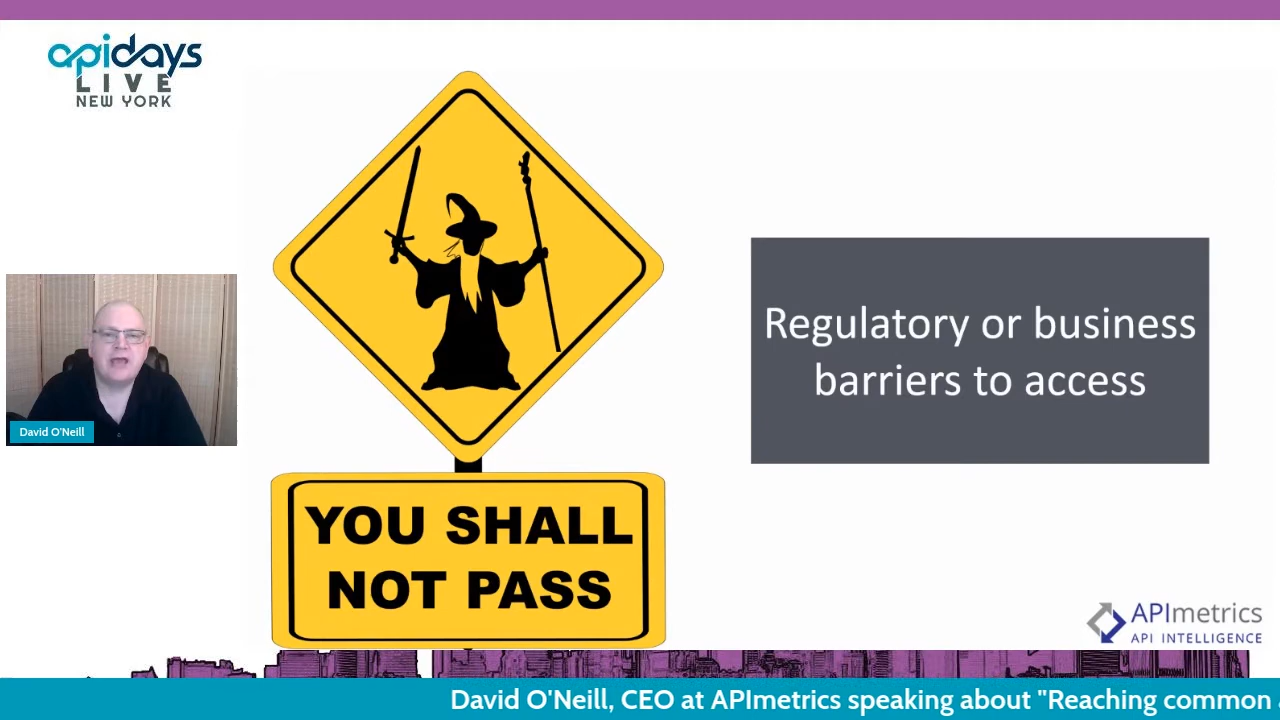 apidays
LIVE
NEW YORK
YOU SHALL
NOT PASS
Regulatory or business
barriers to access
David O'Neill
APImetrics
API INTELLIGENCE
David O'Neill, CEO at APImetrics speaking about "Reaching common